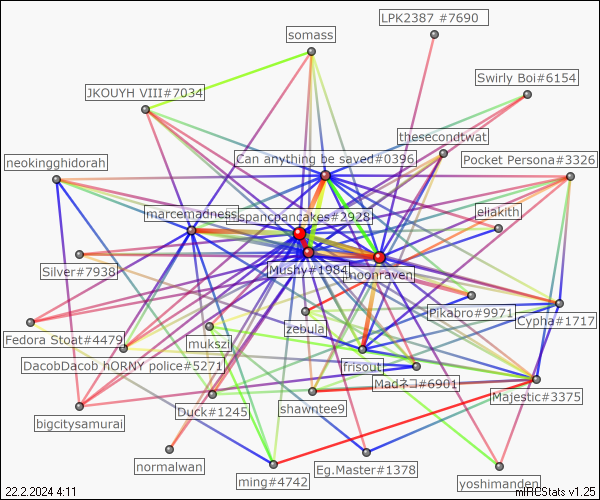 LPK2387 #7690
somass
Swirly Boi#6154
JKOUYH VIII#7034
thesecondtwat
Can anything be saved#0396
Pocket Persona#3326
neokingghidorah
marcemadness
spancpancakes#2928
eliakith
Mushy#1984
noonraven
Silver#7938
Pikabro#9971
Cypha#1717
zebula
Fedora Stoat#4479
mukszi
DacobDacob hORNY police#5271
frisout
Madネコ#6901
Majestic#3375
Duck#1245
shawntee9
bigcitysamurai
normalwan
Eg.Master#1378
ming#4742
yoshimanden
22.2.2024 4:11
mIRCStats v1.25